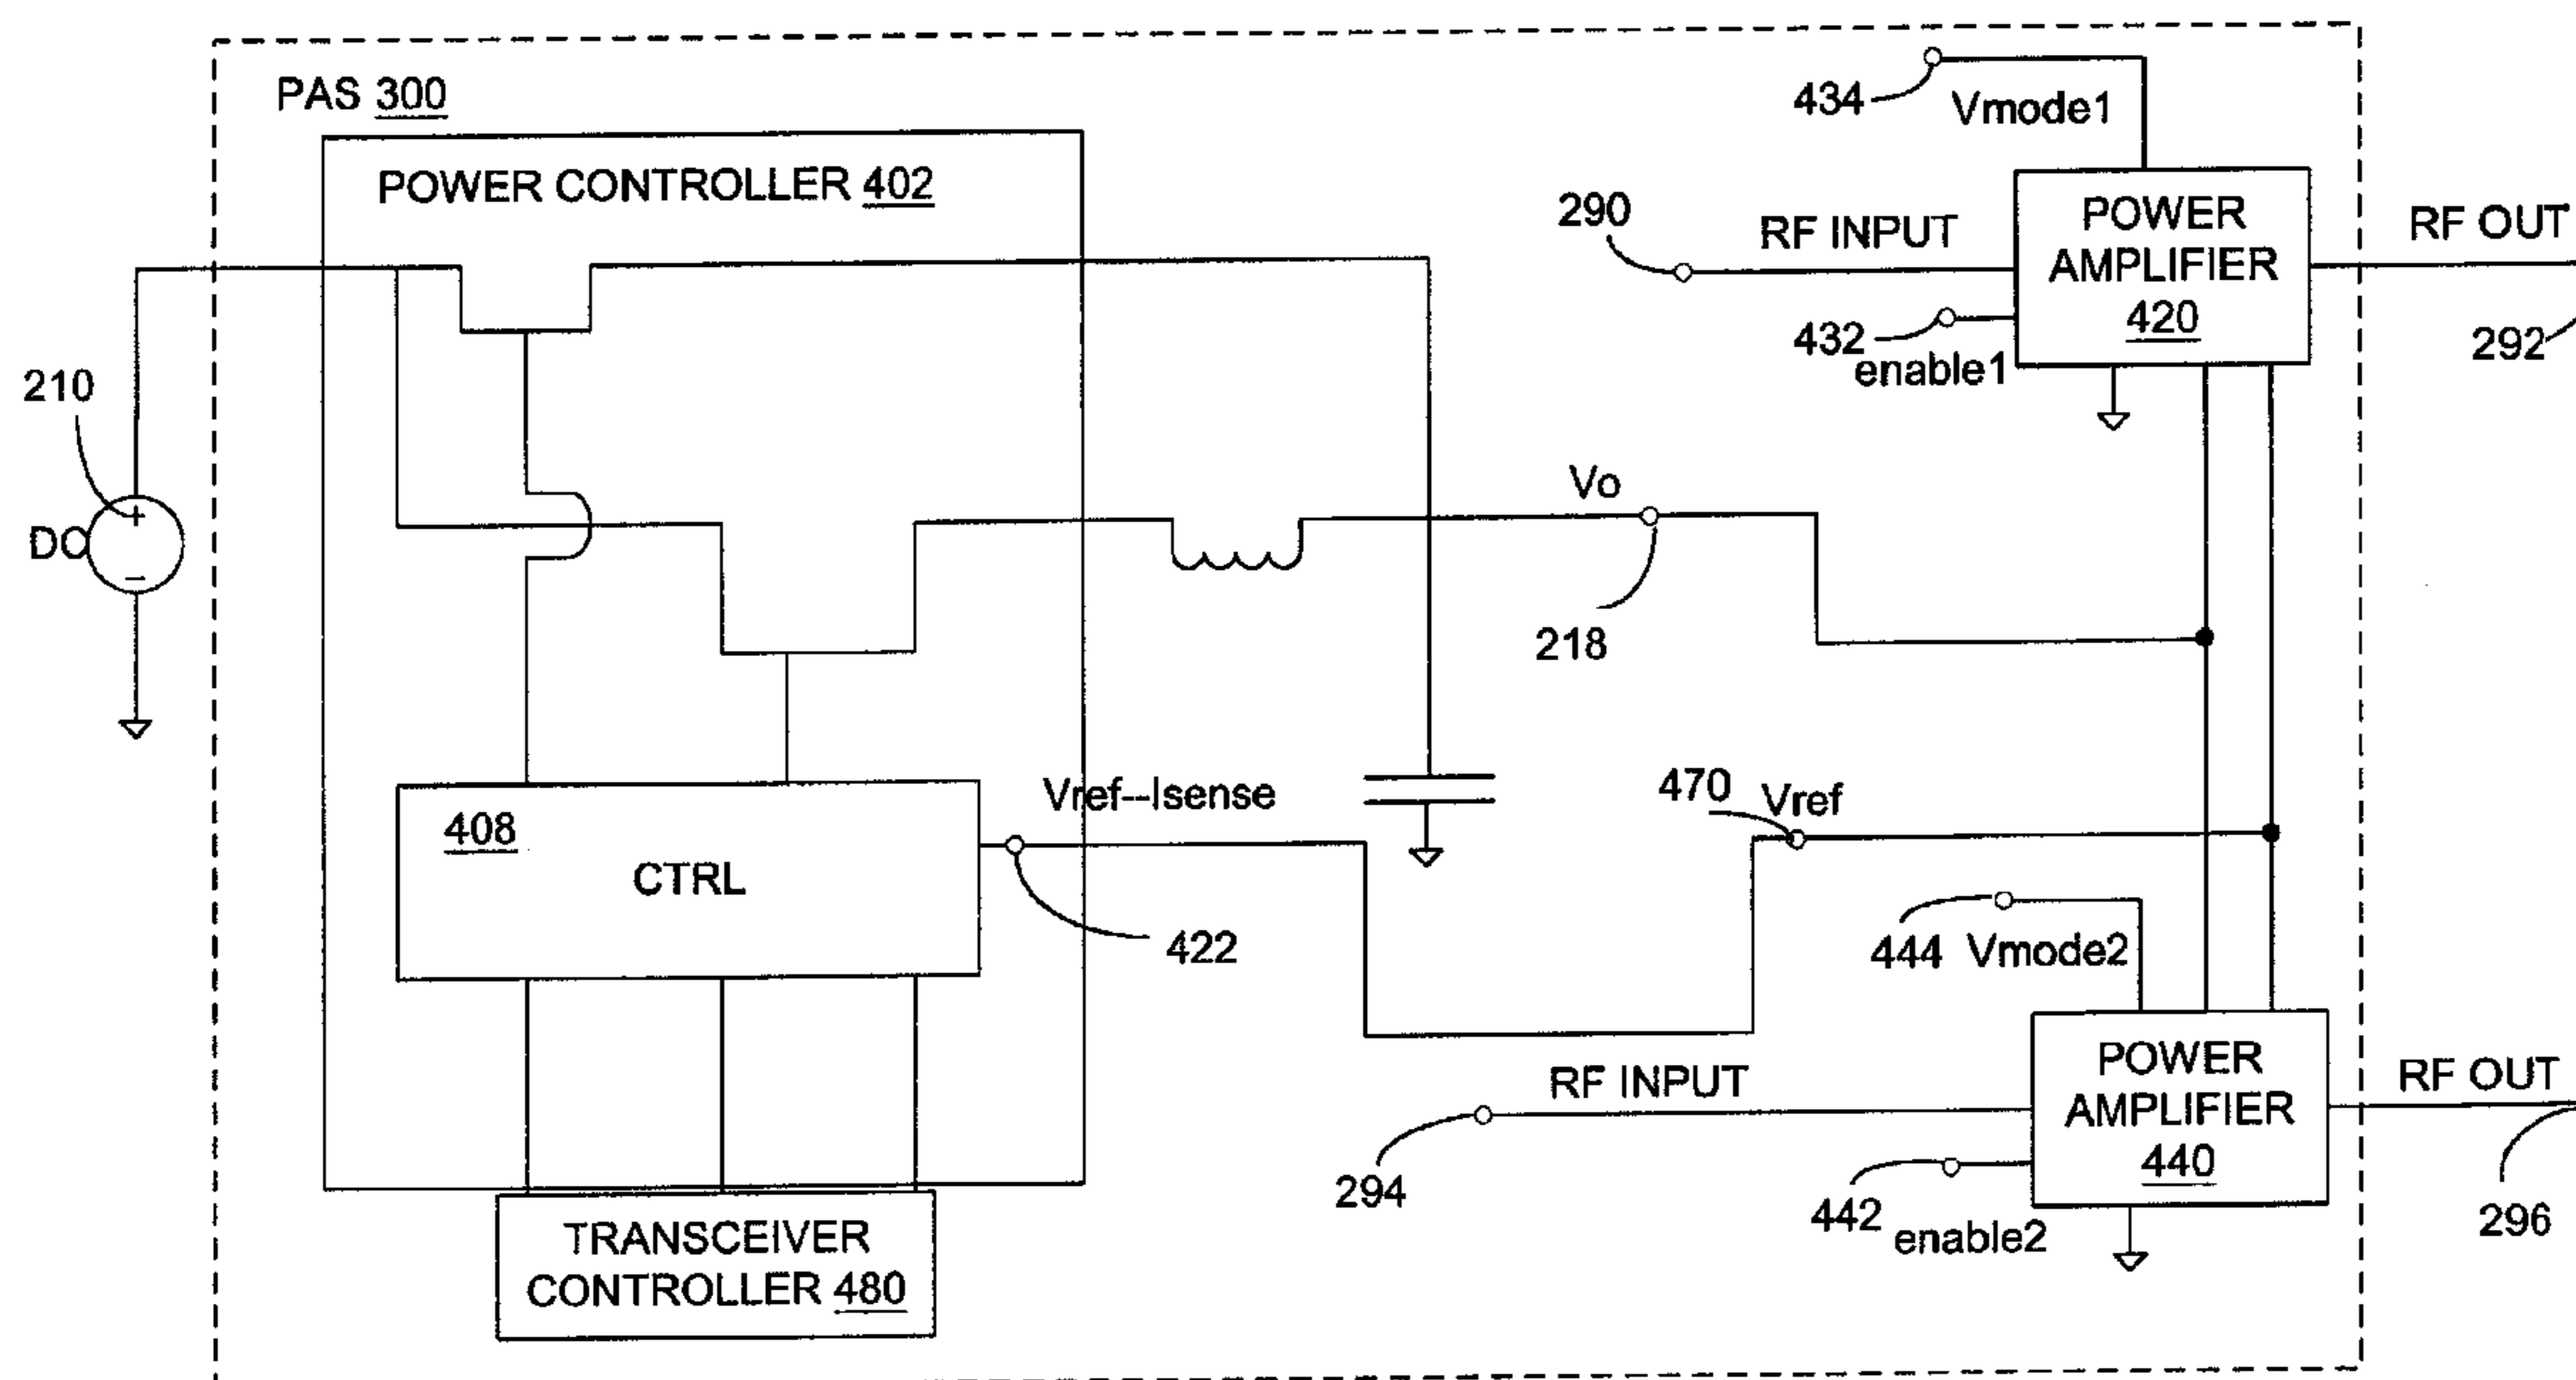 PAS 300
POWER CONTROLLER 402
210
+
DC
–
408
CTRL
Vref--Isense
422
TRANSCEIVER
CONTROLLER 480
Vo
218
470
Vref
434
Vmode1
290
RF INPUT
432
enable1
POWER
AMPLIFIER
420
RF OUT
292
444
Vmode2
RF INPUT
294
442
enable2
POWER
AMPLIFIER
440
RF OUT
296